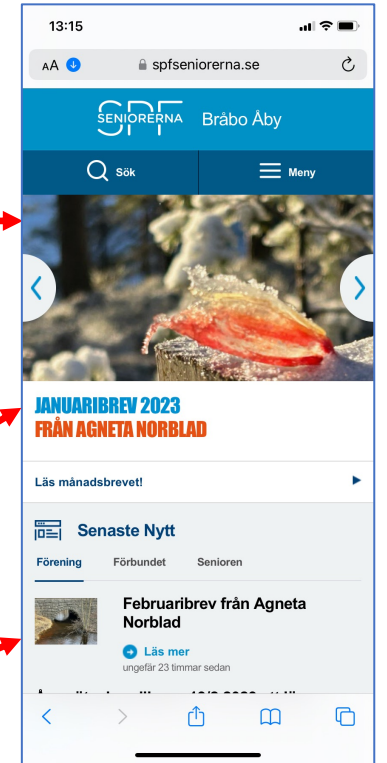 13:15
AA spfseniorerna.se
SPF
SENIORERNA Bråbo Åby
Sök Meny
JANUARIBREV 2023
FRÅN AGNETA NORBLAD
Läs månadsbrevet!
Senaste Nytt
Förening Förbundet Senioren
Februaribrev från Agneta
Norblad
Läs mer
ungefär 23 timmar sedan